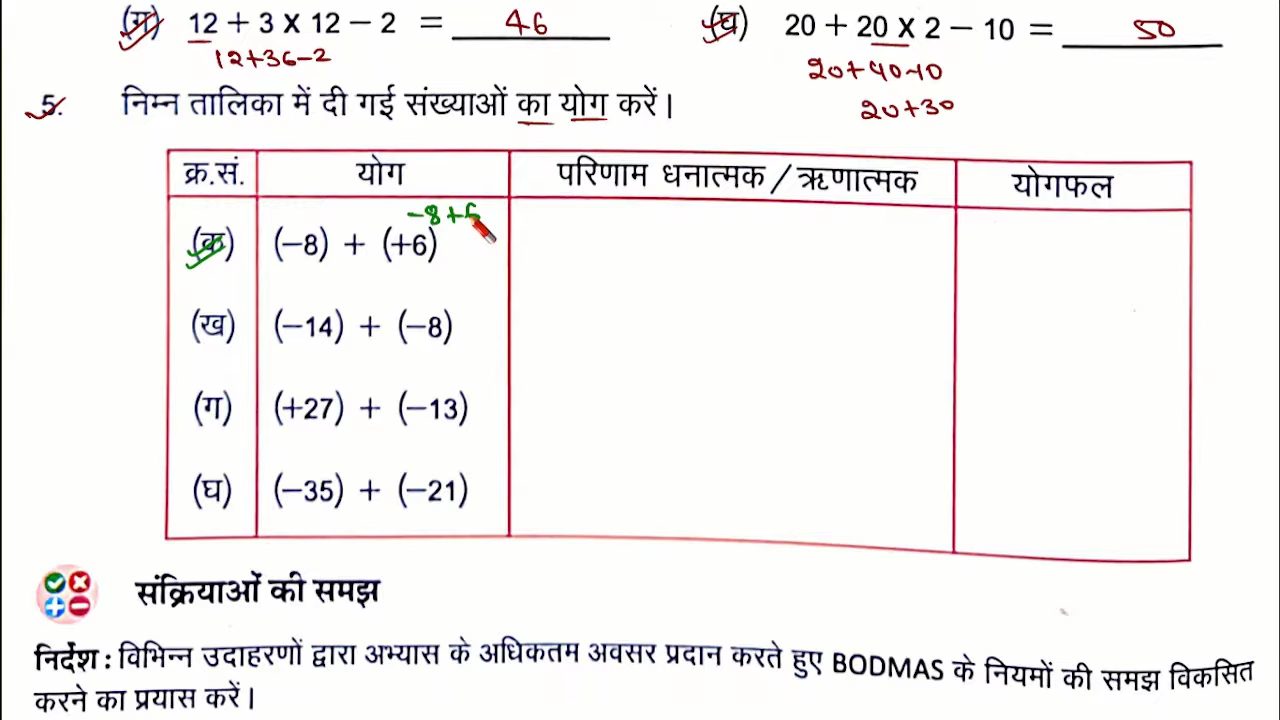 (ग) 12 + 3 X 12 − 2 = 46 (घ) 20 + 20 X 2 − 10 = 50
12+36−2 20+40−10
20+30
5. निम्न तालिका में दी गई संख्याओं का योग करें।
क्र.सं. योग परिणाम धनात्मक / ऋणात्मक योगफल
−8+6
(क) (−8) + (+6)
(ख) (−14) + (−8)
(ग) (+27) + (−13)
(घ) (−35) + (−21)
संक्रियाओं की समझ
निर्देश : विभिन्न उदाहरणों द्वारा अभ्यास के अधिकतम अवसर प्रदान करते हुए BODMAS के नियमों की समझ विकसित
करने का प्रयास करें।